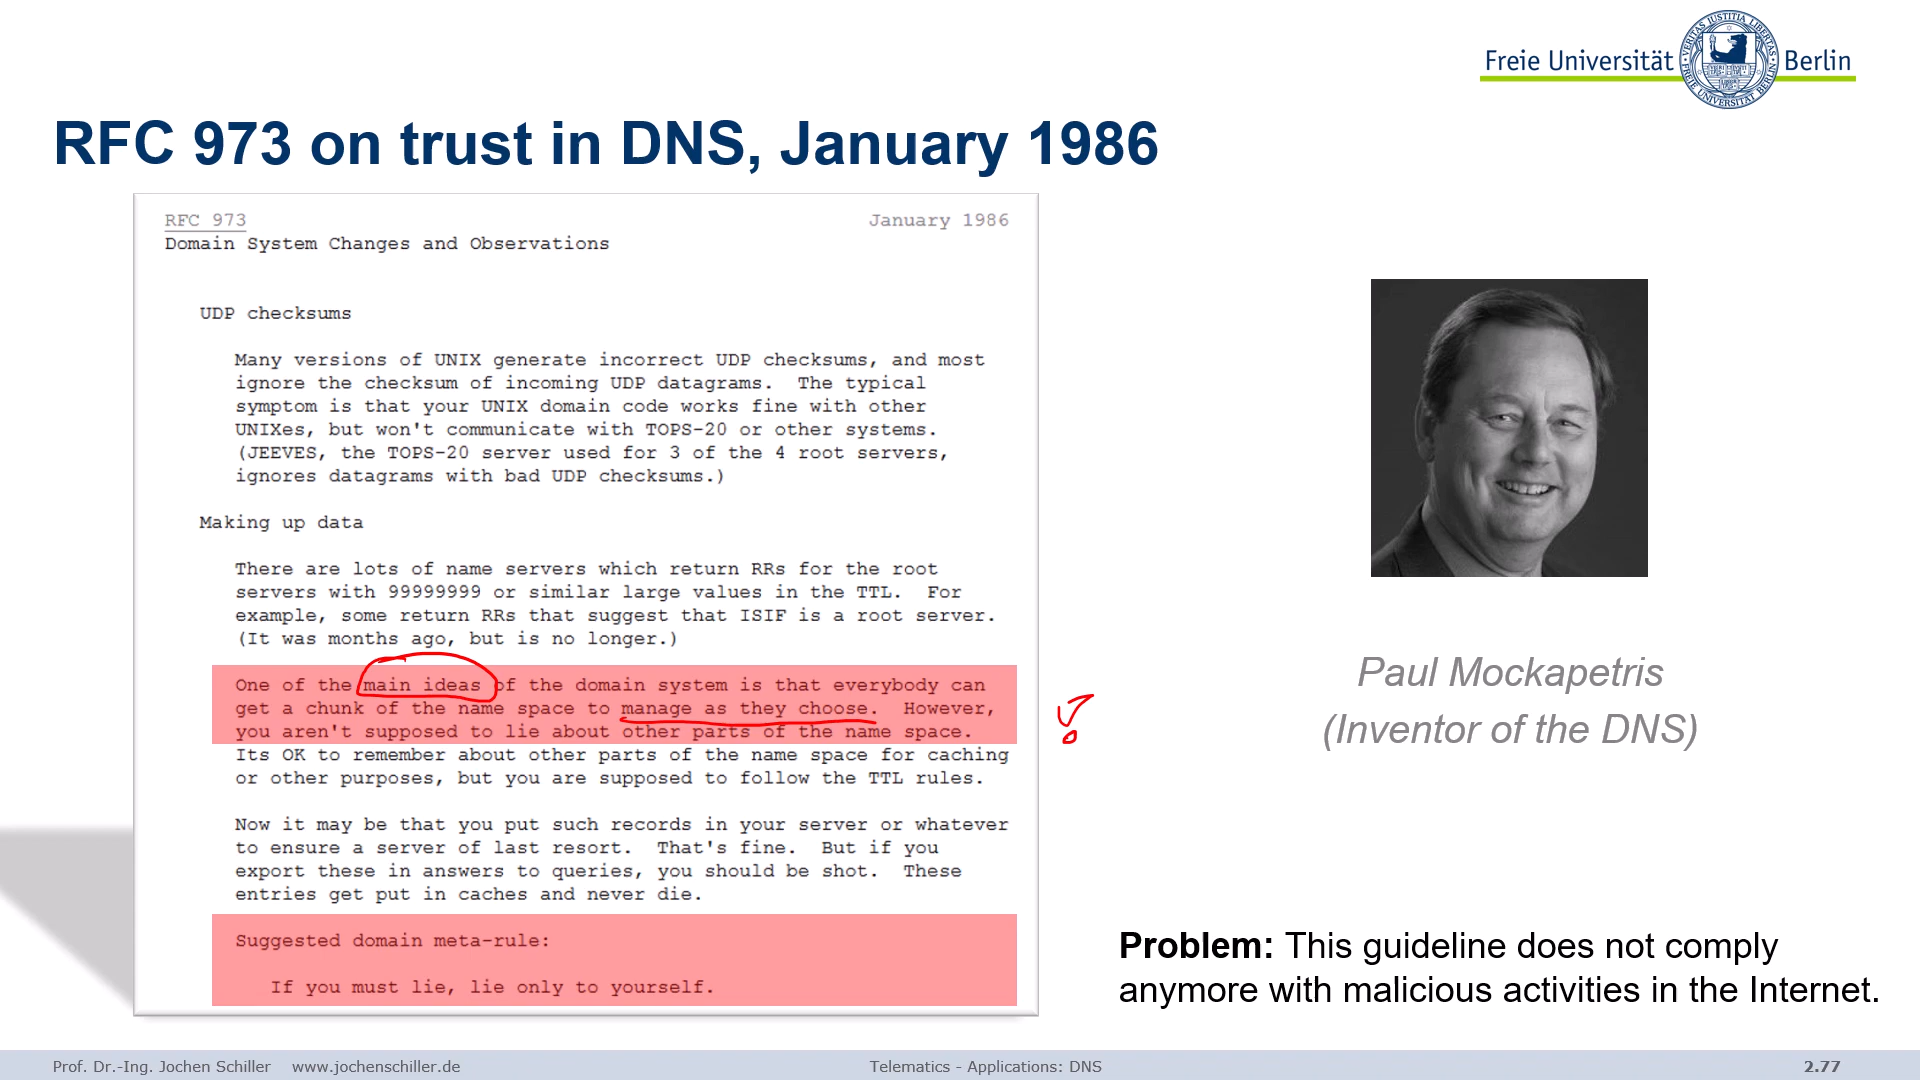 Freie Universität Berlin
RFC 973 on trust in DNS, January 1986
RFC 973 January 1986
Domain System Changes and Observations
UDP checksums
Many versions of UNIX generate incorrect UDP checksums, and most
ignore the checksum of incoming UDP datagrams. The typical
symptom is that your UNIX domain code works fine with other
UNIXes, but won't communicate with TOPS-20 or other systems.
(JEEVES, the TOPS-20 server used for 3 of the 4 root servers,
ignores datagrams with bad UDP checksums.)
Making up data
There are lots of name servers which return RRs for the root
servers with 99999999 or similar large values in the TTL. For
example, some return RRs that suggest that ISIF is a root server.
(It was months ago, but is no longer.)
One of the main ideas of the domain system is that everybody can
get a chunk of the name space to manage as they choose. However,
you aren't supposed to lie about other parts of the name space.
Its OK to remember about other parts of the name space for caching
or other purposes, but you are supposed to follow the TTL rules.
Now it may be that you put such records in your server or whatever
to ensure a server of last resort. That's fine. But if you
export these in answers to queries, you should be shot. These
entries get put in caches and never die.
Suggested domain meta-rule:
If you must lie, lie only to yourself.
!
Paul Mockapetris
(Inventor of the DNS)
Problem: This guideline does not comply
anymore with malicious activities in the Internet.
Prof. Dr.-Ing. Jochen Schiller www.jochenschiller.de Telematics - Applications: DNS 2.77